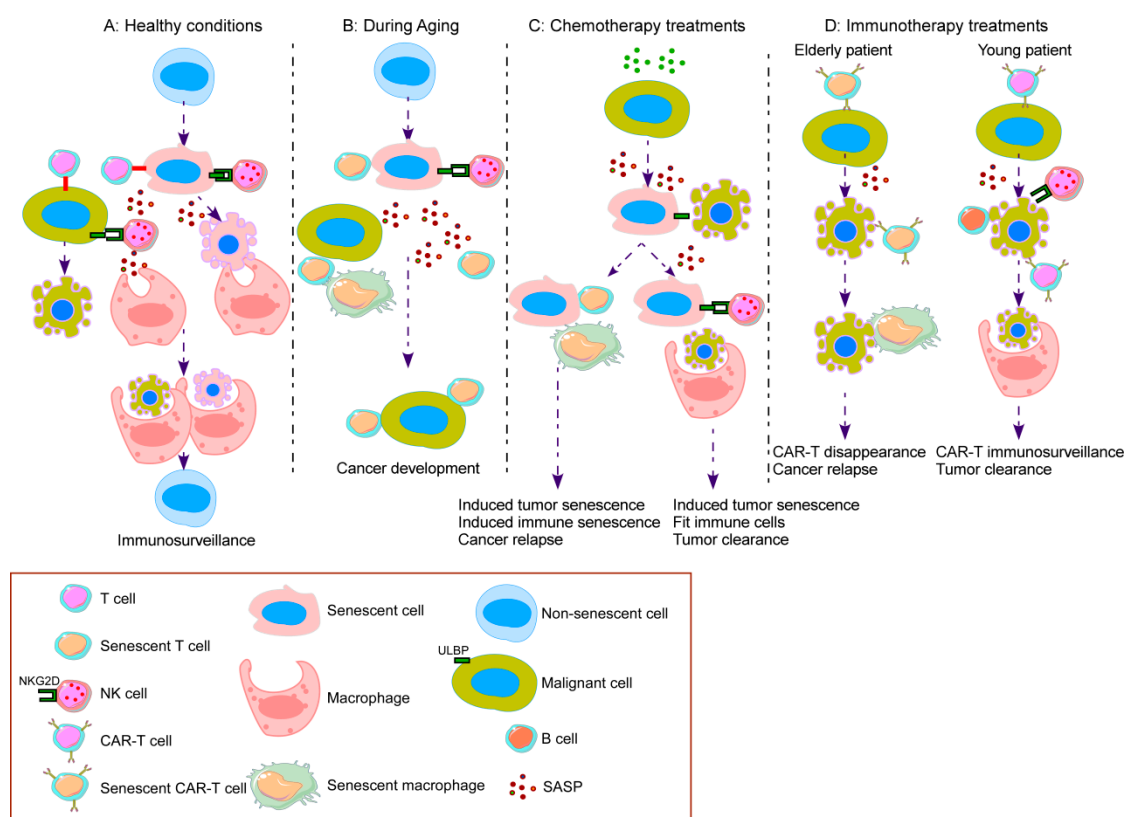 A: Healthy conditions
B: During Aging
C: Chemotherapy treatments
D: Immunotherapy treatments
Elderly patient
Young patient
Immunosurveillance
Cancer development
Induced tumor senescence
Induced immune senescence
Cancer relapse
Induced tumor senescence
Fit immune cells
Tumor clearance
CAR-T disappearance
Cancer relapse
CAR-T immunosurveillance
Tumor clearance
T cell
Senescent T cell
NKG2D
NK cell
CAR-T cell
Senescent CAR-T cell
Senescent cell
Macrophage
Senescent macrophage
Non-senescent cell
ULBP
Malignant cell
B cell
SASP